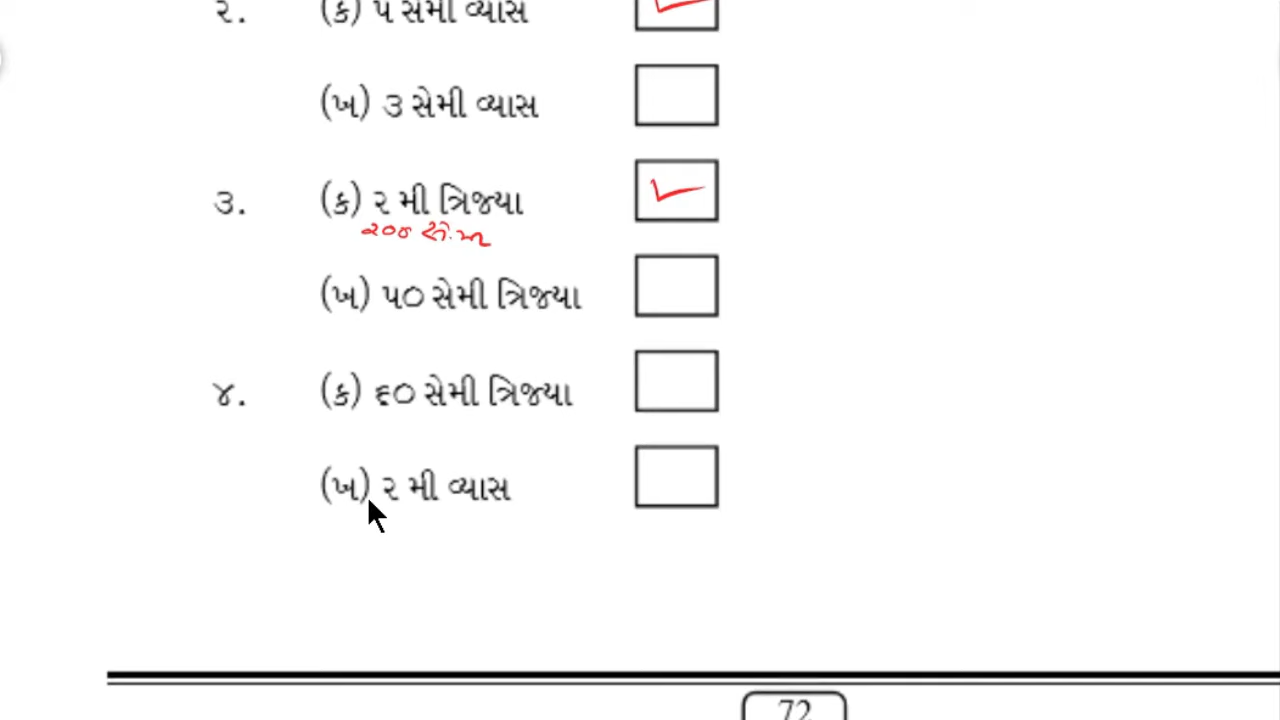 ૨. (ક) ૫ સેમી વ્યાસ
(ખ) ૩ સેમી વ્યાસ
૩. (ક) ૨ મી ત્રિજ્યા
૨૦૦ સે.મી
(ખ) ૫૦ સેમી ત્રિજ્યા
૪. (ક) ૬૦ સેમી ત્રિજ્યા
(ખ) ૨ મી વ્યાસ
72